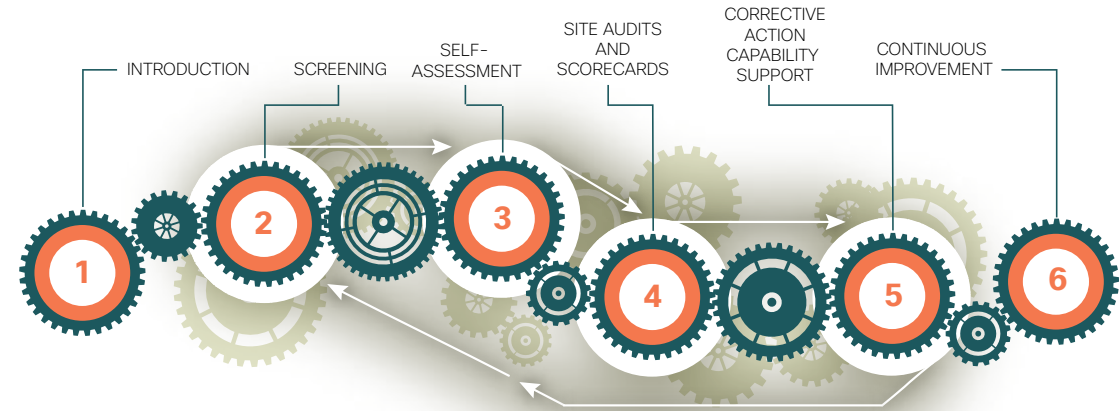 INTRODUCTION
SCREENING
SELF-
ASSESSMENT
SITE AUDITS
AND
SCORECARDS
CORRECTIVE
ACTION
CAPABILITY
SUPPORT
CONTINUOUS
IMPROVEMENT
1
2
3
4
5
6